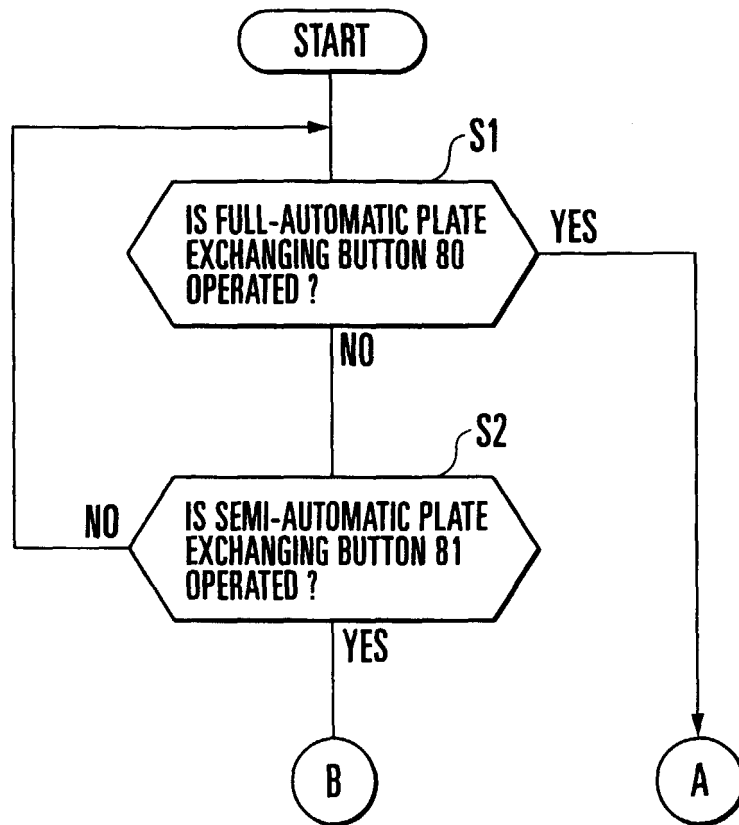 START
S1
IS FULL-AUTOMATIC PLATE
EXCHANGING BUTTON 80
OPERATED ?
YES
NO
S2
IS SEMI-AUTOMATIC PLATE
EXCHANGING BUTTON 81
OPERATED ?
NO
YES
B
A